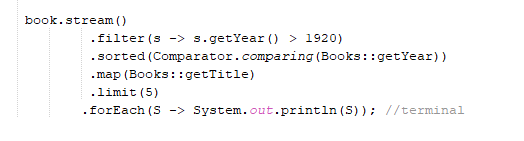 book.stream()
.filter(s -> s.getYear() > 1920)
.sorted(Comparator.comparing(Books::getYear))
.map(Books::getTitle)
.limit(5)
.forEach(S -> System.out.println(S)); //terminal